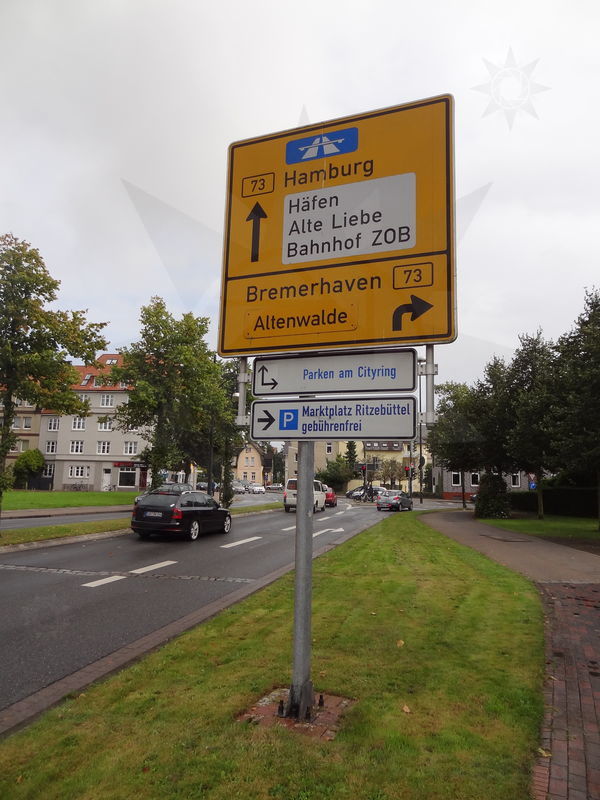 73
Hamburg
Häfen
Alte Liebe
Bahnhof ZOB
Bremerhaven 73
Altenwalde
Parken am Cityring
P Marktplatz Ritzebüttel
gebührenfrei